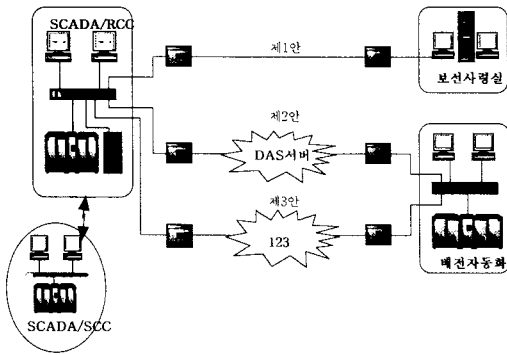 SCADA/RCC
제1안
보선사령실
제2안
DAS서버
제3안
123
배전자동화
SCADA/SCC